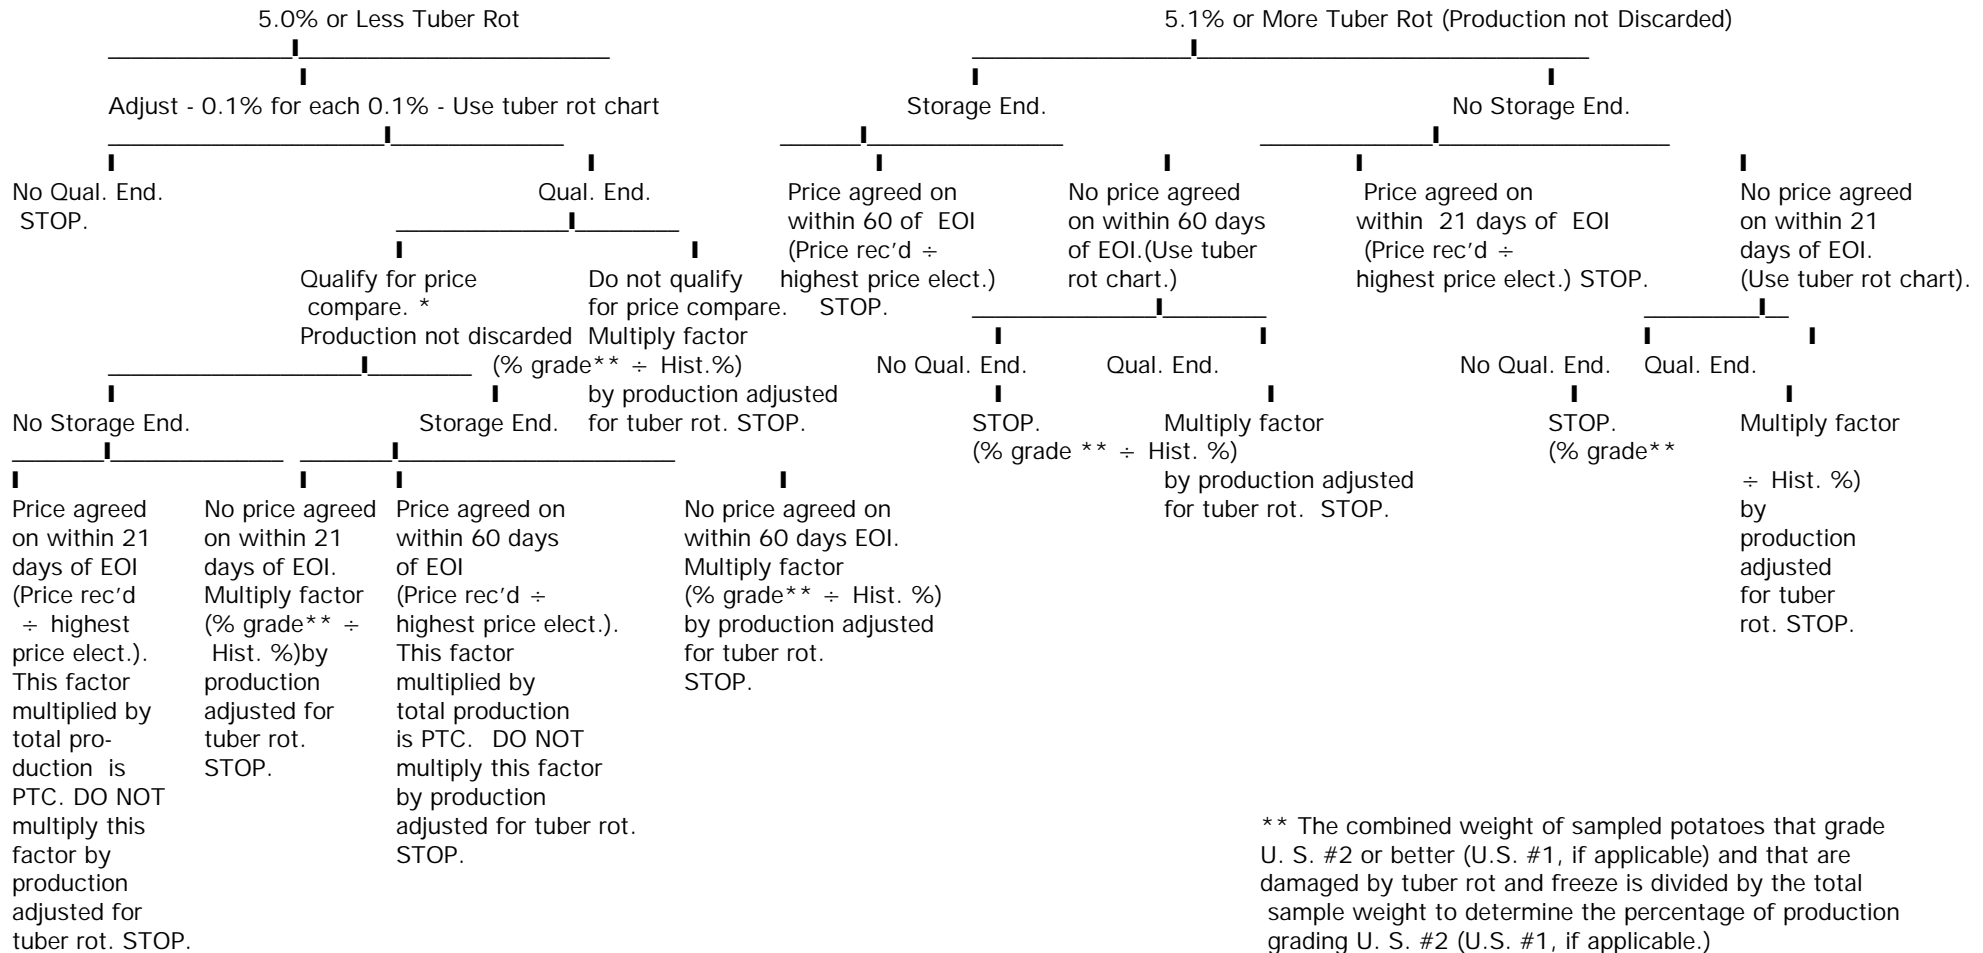 5.0% or Less Tuber Rot
5.1% or More Tuber Rot (Production not Discarded)
Adjust - 0.1% for each 0.1% - Use tuber rot chart
Storage End.
No Storage End.
No Qual. End.
STOP.
Qual. End.
Price agreed on
within 60 of EOI
(Price rec'd ÷
highest price elect.)
STOP.
No price agreed
on within 60 days
of EOI.(Use tuber
rot chart.)
Price agreed on
within 21 days of EOI
(Price rec'd ÷
highest price elect.) STOP.
No price agreed
on within 21
days of EOI.
(Use tuber rot chart).
Qualify for price
compare. *
Production not discarded
Do not qualify
for price compare.
Multiply factor
(% grade** ÷ Hist.%)
by production adjusted
for tuber rot. STOP.
No Qual. End.
Qual. End.
No Qual. End.
Qual. End.
No Storage End.
Storage End.
STOP.
Multiply factor
(% grade ** ÷ Hist. %)
by production adjusted
for tuber rot. STOP.
STOP.
Multiply factor
(% grade**
÷ Hist. %)
by
production
adjusted
for tuber
rot. STOP.
Price agreed
on within 21
days of EOI
(Price rec'd
÷ highest
price elect.).
This factor
multiplied by
total pro-
duction is
PTC. DO NOT
multiply this
factor by
production
adjusted for
tuber rot. STOP.
No price agreed
on within 21
days of EOI.
Multiply factor
(% grade** ÷
Hist. %)by
production
adjusted for
tuber rot.
STOP.
Price agreed on
within 60 days
of EOI
(Price rec'd ÷
highest price elect.).
This factor
multiplied by
total production
is PTC. DO NOT
multiply this factor
by production
adjusted for tuber rot.
STOP.
No price agreed on
within 60 days EOI.
Multiply factor
(% grade** ÷ Hist. %)
by production adjusted
for tuber rot.
STOP.
** The combined weight of sampled potatoes that grade
U. S. #2 or better (U.S. #1, if applicable) and that are
damaged by tuber rot and freeze is divided by the total
sample weight to determine the percentage of production
grading U. S. #2 (U.S. #1, if applicable.)